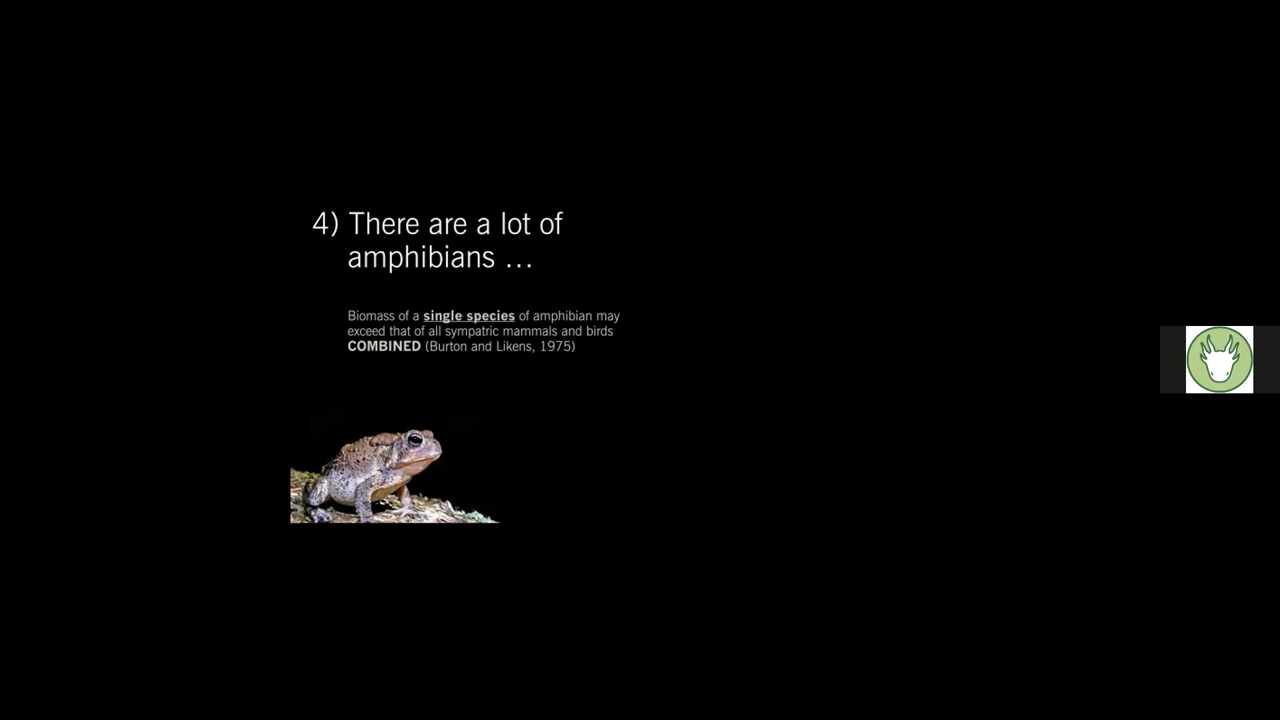 4) There are a lot of
amphibians …
Biomass of a single species of amphibian may
exceed that of all sympatric mammals and birds
COMBINED (Burton and Likens, 1975)